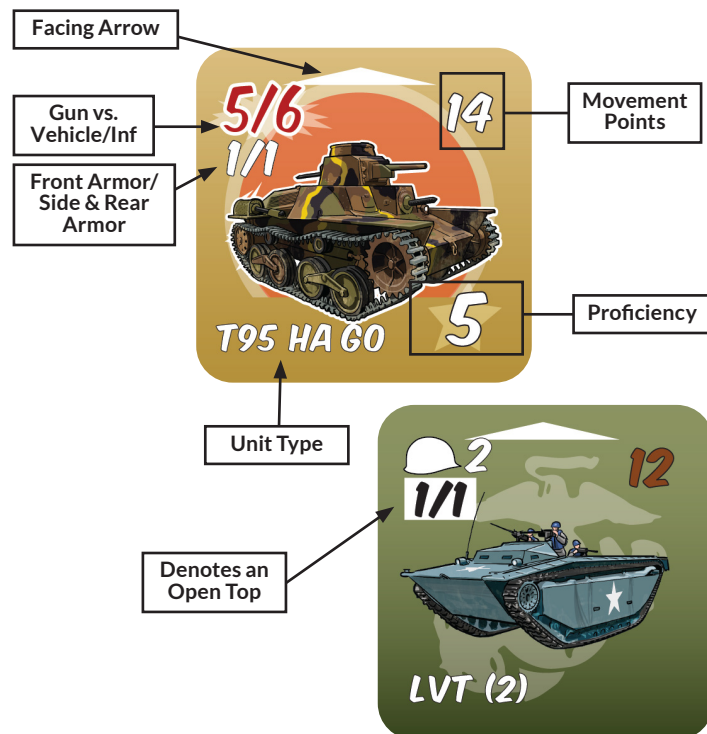 Facing Arrow
Gun vs.
Vehicle/Inf
Front Armor/
Side & Rear
Armor
5/6
1/1
14
Movement
Points
5
Proficiency
T95 HA GO
Unit Type
2
1/1
12
Denotes an
Open Top
LVT (2)